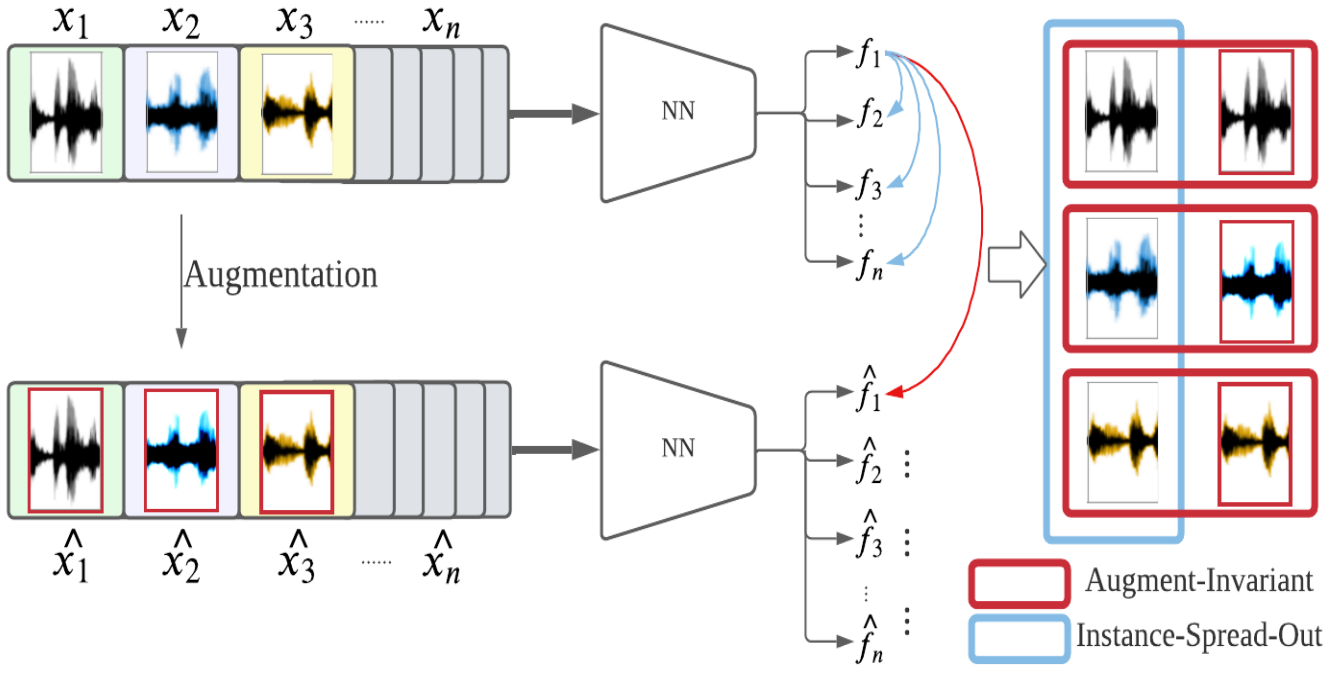 x₁ x₂ x₃ ...... xₙ
NN
f₁
f₂
f₃
⋮
fₙ
Augmentation
NN
f̂₁
f̂₂ ⋮
f̂₃ ⋮
⋮
f̂ₙ ⋮
x̂₁ x̂₂ x̂₃ ...... x̂ₙ
Augment-Invariant
Instance-Spread-Out